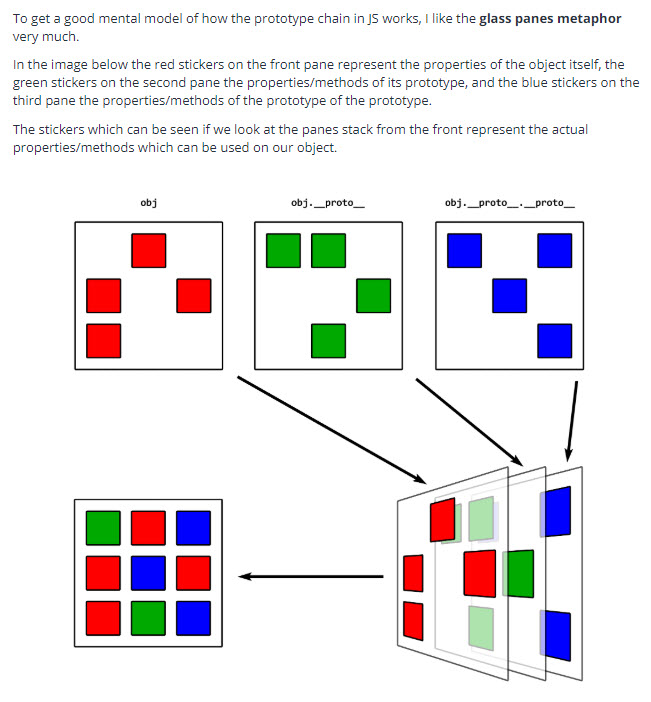 To get a good mental model of how the prototype chain in JS works, I like the glass panes metaphor
very much.
In the image below the red stickers on the front pane represent the properties of the object itself, the
green stickers on the second pane the properties/methods of its prototype, and the blue stickers on the
third pane the properties/methods of the prototype of the prototype.
The stickers which can be seen if we look at the panes stack from the front represent the actual
properties/methods which can be used on our object.
obj
obj.__proto__
obj.__proto__.__proto__